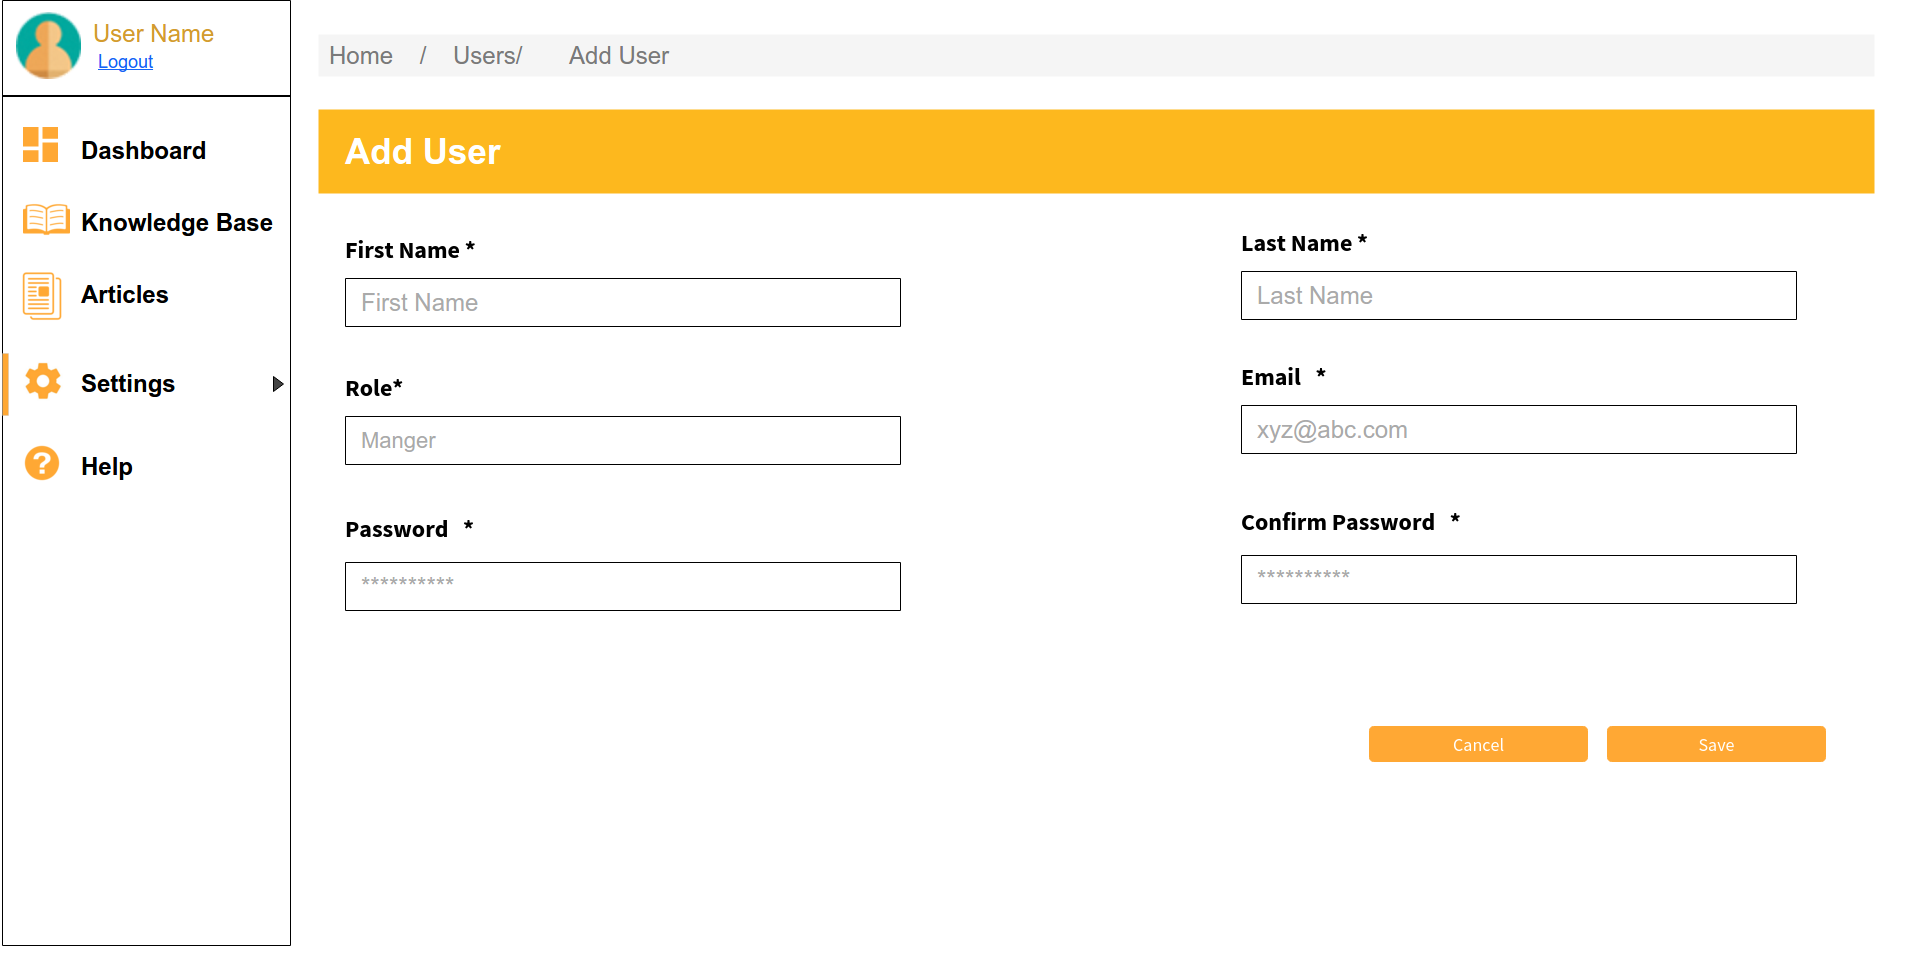 User Name
Logout
Dashboard
Knowledge Base
Articles
Settings
Help
Home / Users/ Add User
Add User
First Name *
First Name
Last Name *
Last Name
Role*
Manger
Email *
xyz@abc.com
Password *
**********
Confirm Password *
**********
Cancel
Save